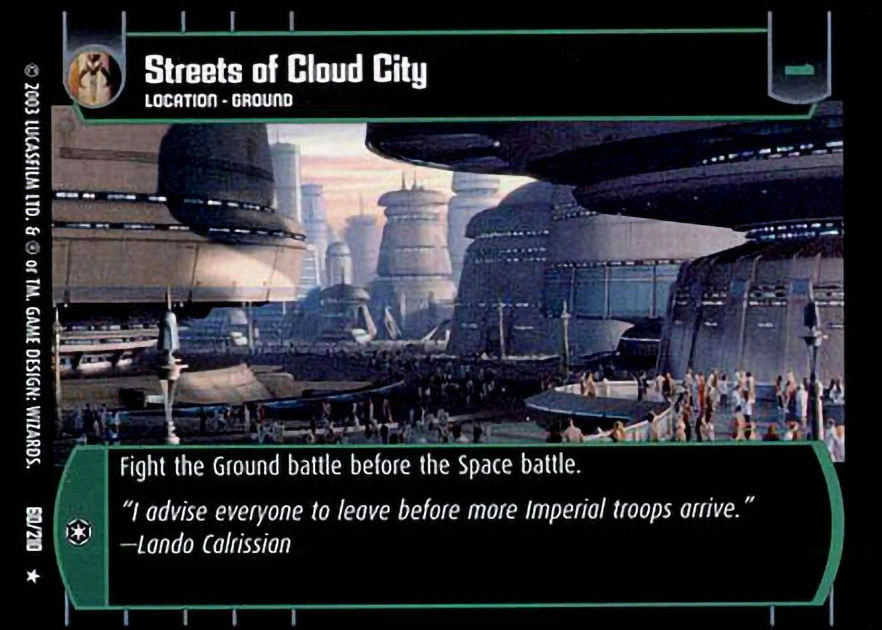 Streets of Cloud City
LOCATION - GROUND
Fight the Ground battle before the Space battle.
“I advise everyone to leave before more Imperial troops arrive.”
—Lando Calrissian
© 2003 LUCASFILM LTD. & ® or TM. GAME DESIGN: WIZARDS.
/210 ★